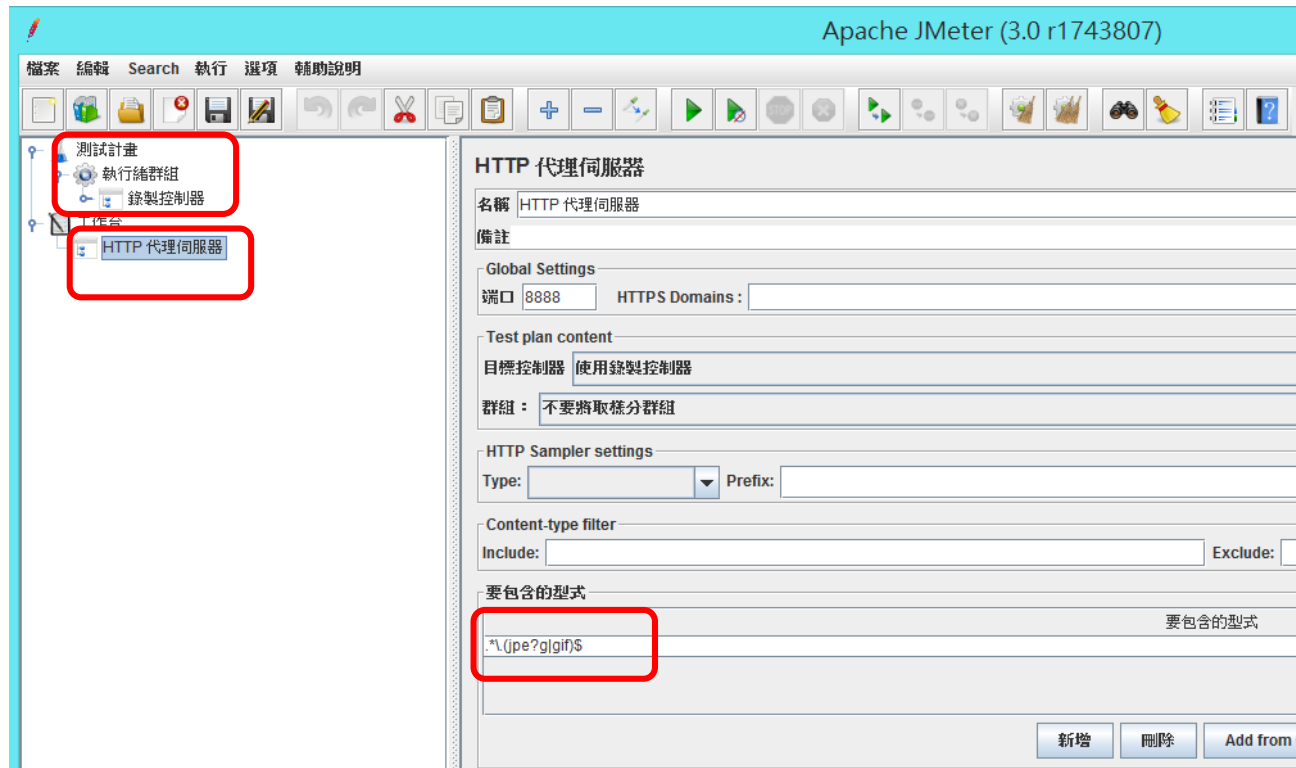 Apache JMeter (3.0 r1743807)
檔案 編輯 Search 執行 選項 輔助說明
STOP
測試計畫
執行緒群組
錄製控制器
工作台
HTTP 代理伺服器
HTTP 代理伺服器
名稱 HTTP 代理伺服器
備註
Global Settings
端口 8888 HTTPS Domains :
Test plan content
目標控制器 使用錄製控制器
群組： 不要將取樣分群組
HTTP Sampler settings
Type: Prefix:
Content-type filter
Include: Exclude:
要包含的型式
要包含的型式
.*\.(jpe?g|gif)$
新增 刪除 Add from